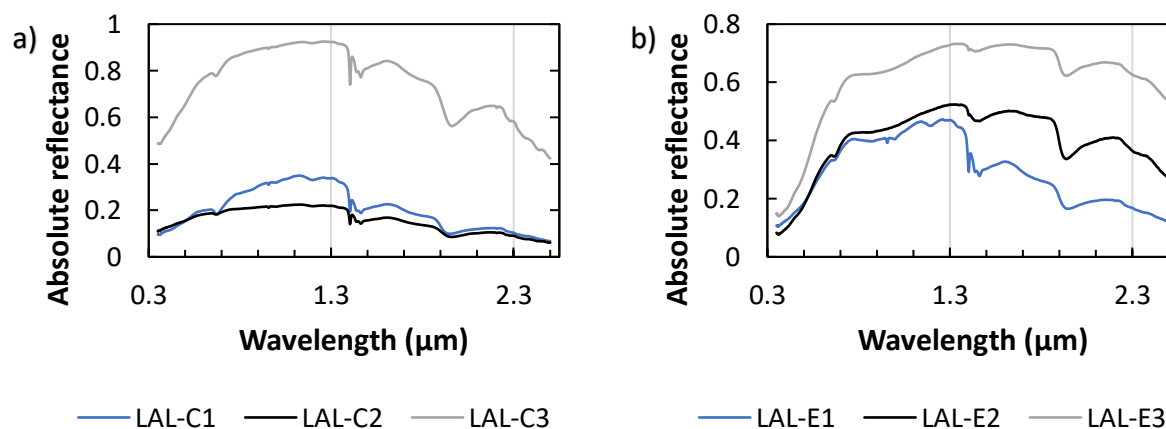 a)
Absolute reflectance
1
0.8
0.6
0.4
0.2
0
0.3 1.3 2.3
Wavelength (µm)
LAL-C1 LAL-C2 LAL-C3
b)
Absolute reflectance
0.8
0.6
0.4
0.2
0
0.3 1.3 2.3
Wavelength (µm)
LAL-E1 LAL-E2 LAL-E3